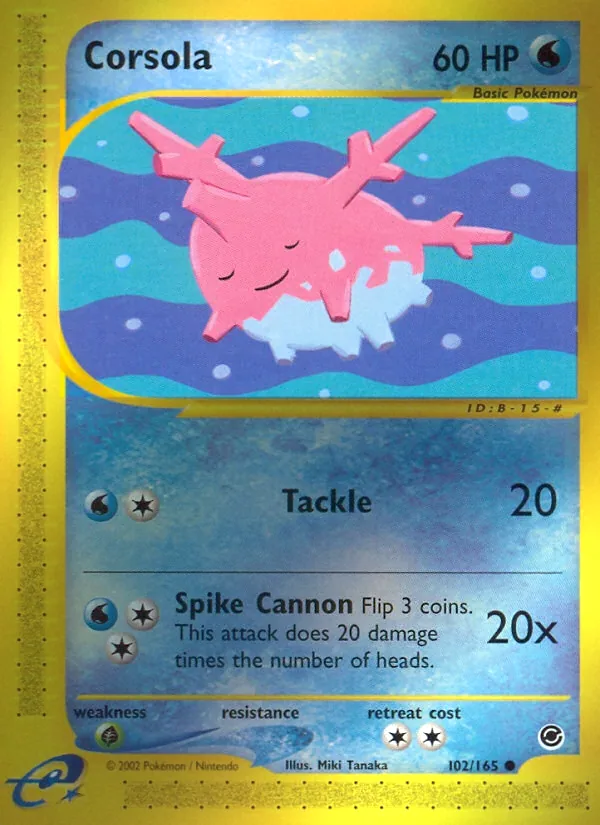 Corsola
60 HP
Basic Pokémon
ID:B-15-#
Tackle 20
Spike Cannon Flip 3 coins.
This attack does 20 damage
times the number of heads.
20x
weakness resistance retreat cost
© 2002 Pokémon / Nintendo Illus. Miki Tanaka 102/165
e